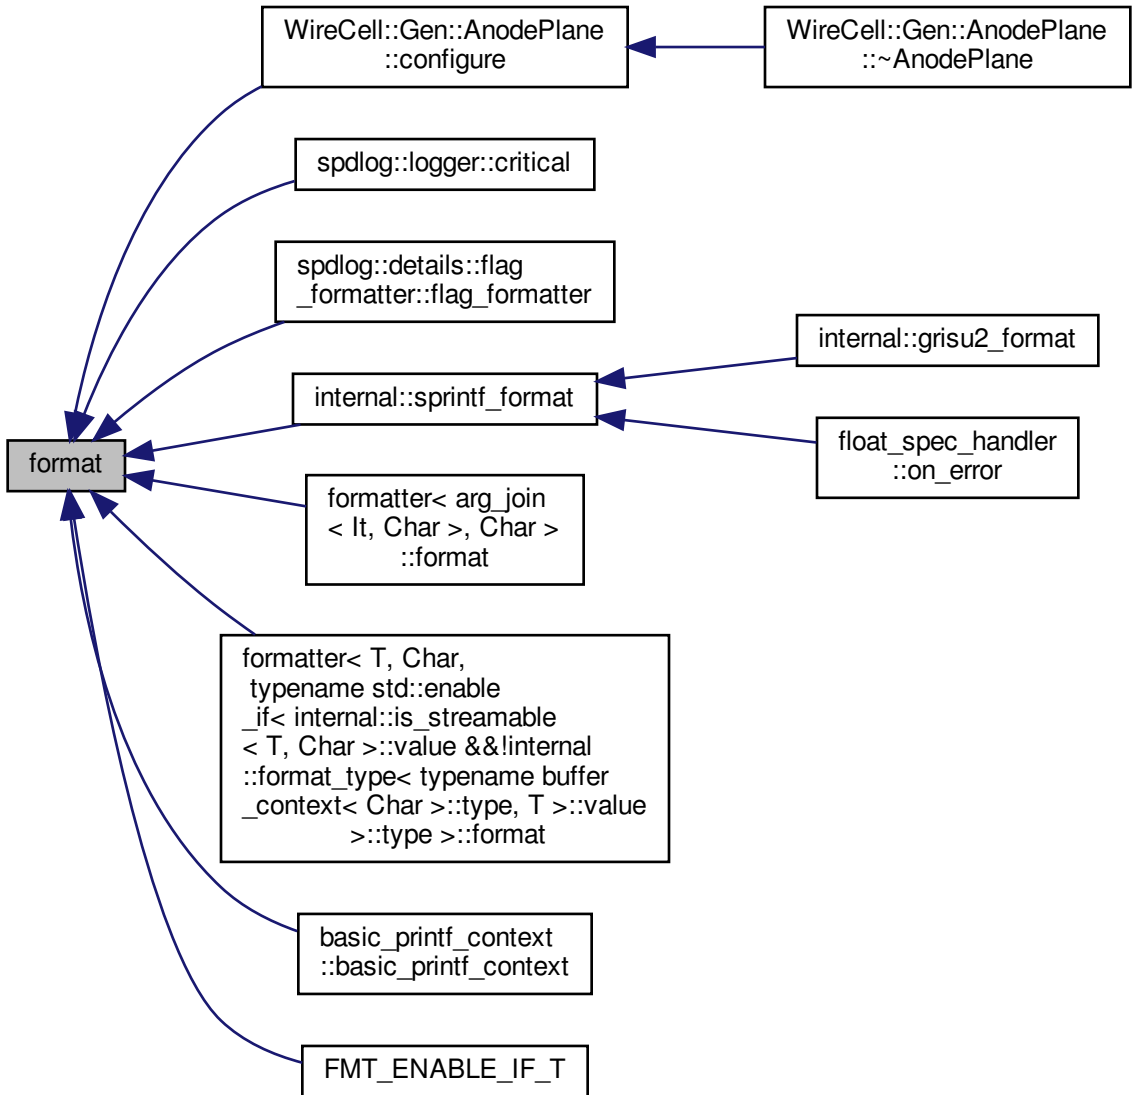 WireCell::Gen::AnodePlane
::configure
WireCell::Gen::AnodePlane
::~AnodePlane
spdlog::logger::critical
spdlog::details::flag
_formatter::flag_formatter
internal::sprintf_format
internal::grisu2_format
float_spec_handler
::on_error
format
formatter< arg_join
< It, Char >, Char >
::format
formatter< T, Char,
typename std::enable
_if< internal::is_streamable
< T, Char >::value &&!internal
::format_type< typename buffer
_context< Char >::type, T >::value
>::type >::format
basic_printf_context
::basic_printf_context
FMT_ENABLE_IF_T